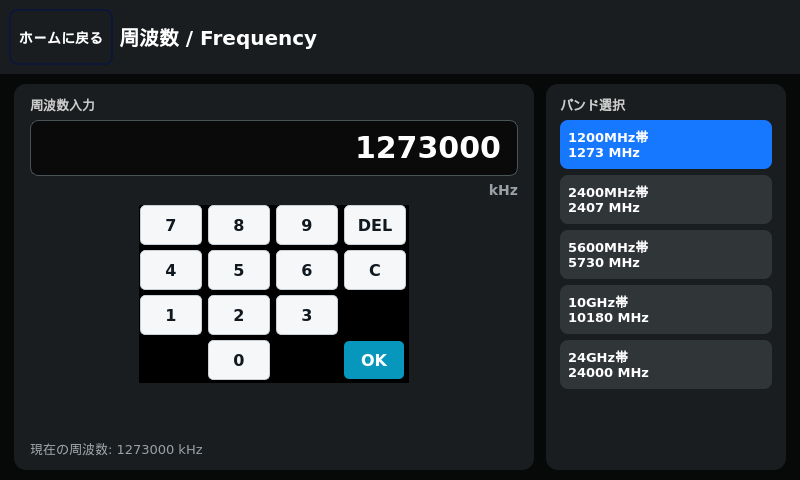 ホームに戻る
周波数 / Frequency
周波数入力
1273000
kHz
7 8 9 DEL
4 5 6 C
1 2 3
0 OK
現在の周波数: 1273000 kHz
バンド選択
1200MHz帯
1273 MHz
2400MHz帯
2407 MHz
5600MHz帯
5730 MHz
10GHz帯
10180 MHz
24GHz帯
24000 MHz